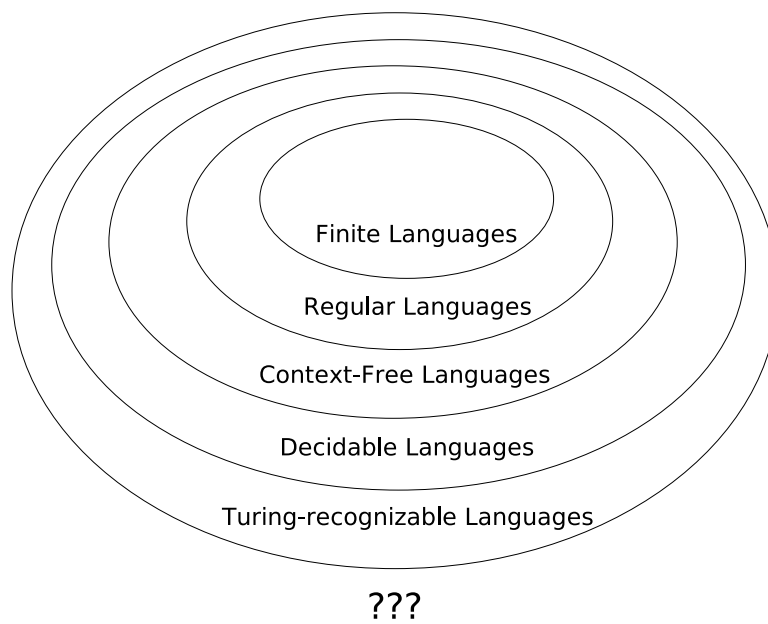 Finite Languages
Regular Languages
Context-Free Languages
Decidable Languages
Turing-recognizable Languages
???